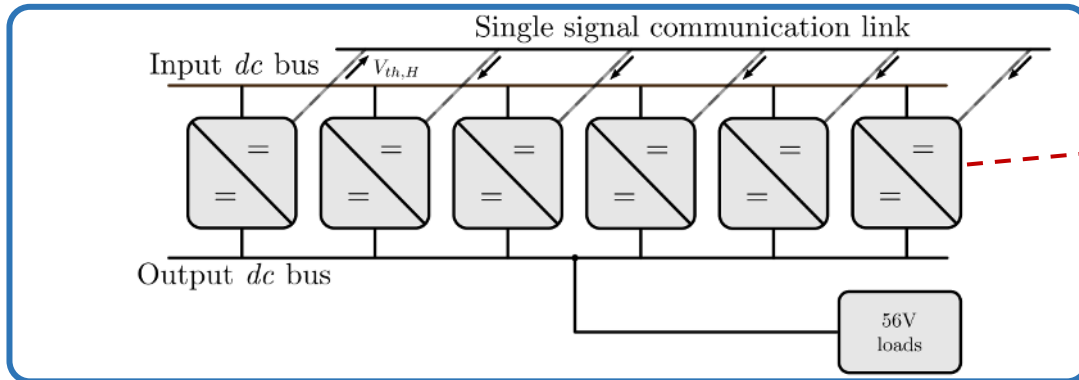 Single signal communication link
Input dc bus
V_{th,H}
= = = = = =
= = = = = =
Output dc bus
56V
loads